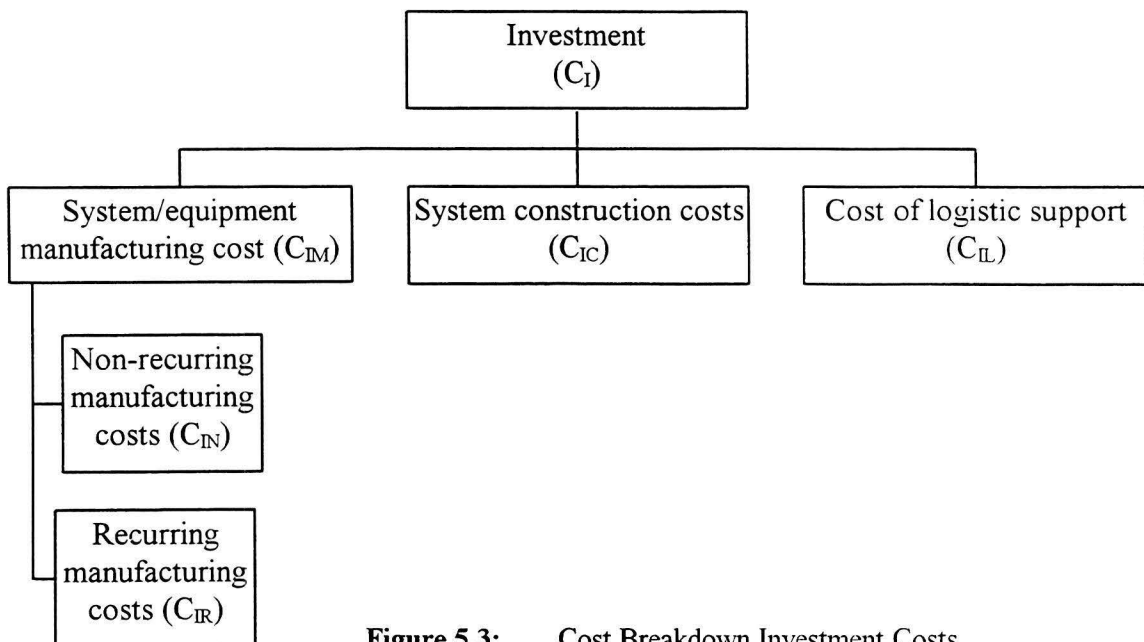 Investment
(C_I)
System/equipment
manufacturing cost (C_IM)
System construction costs
(C_IC)
Cost of logistic support
(C_IL)
Non-recurring
manufacturing
costs (C_IN)
Recurring
manufacturing
costs (C_IR)
Figure 5.3: Cost Breakdown Investment Costs